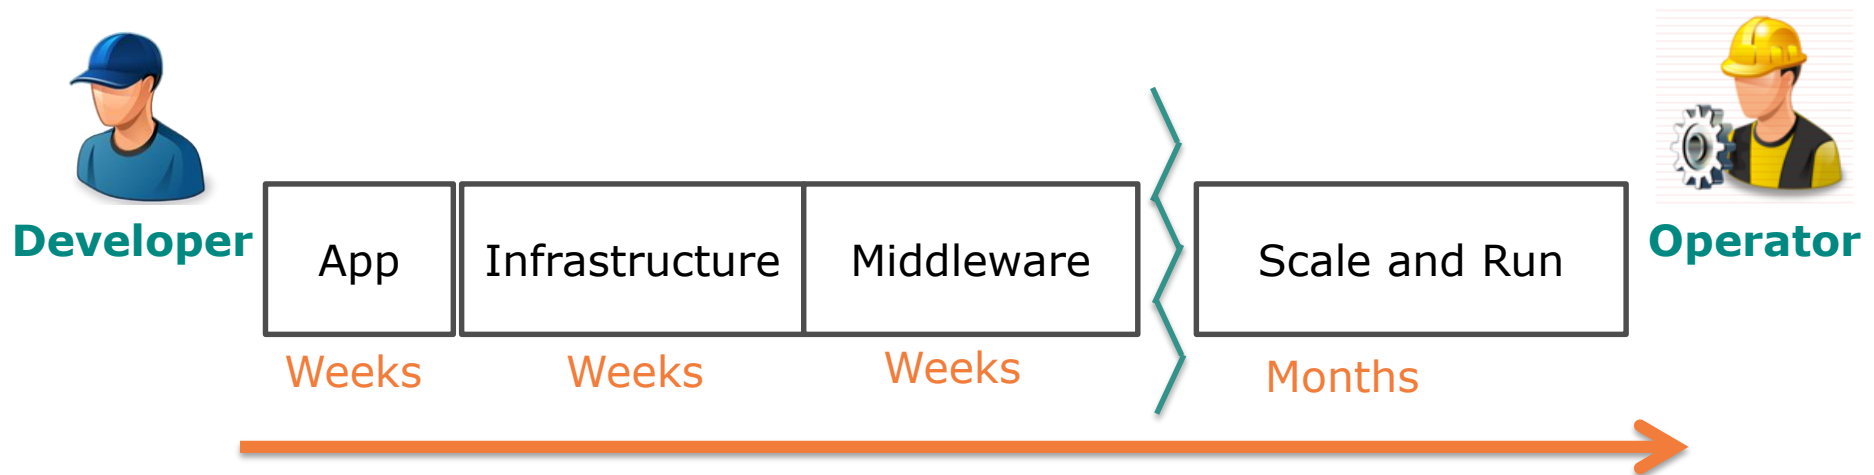 Developer
App
Infrastructure
Middleware
Scale and Run
Operator
Weeks
Weeks
Weeks
Months